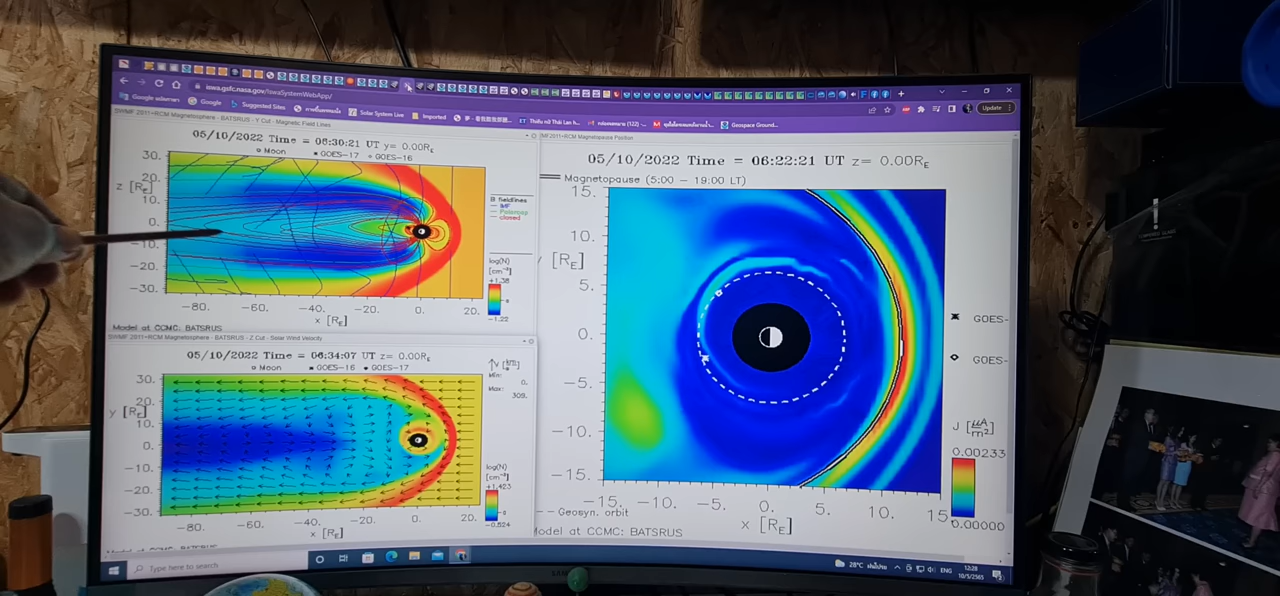 iswa.gsfc.nasa.gov/IswaSystemWebApp/
Update
Google
Suggested Sites
Solar System Live
Imported
Geospace Ground...
SWMF 2011+RCM Magnetosphere - BATSRUS - Y Cut - Magnetic Field Lines
05/10/2022 Time = 06:30:21 UT y= 0.00RE
Moon GOES-17 GOES-16
30.
20.
z [RE]
10.
0.
-10.
-20.
-30.
-80. -60. -40. -20. 0. 20.
x [RE]
fieldlines
IMF
closed
log(N)
[cm⁻³]
+1.38
-1.22
Model at CCMC: BATSRUS
SWMF 2011+RCM Magnetosphere - BATSRUS - Z Cut - Solar Wind Velocity
05/10/2022 Time = 06:34:07 UT z= 0.00RE
Moon GOES-16 GOES-17
30.
20.
y [RE]
10.
0.
-10.
-20.
-30.
-80. -60. -40. -20. 0. 20.
x [RE]
V [km/s]
Min:
0.
Max:
309.
log(N)
[cm⁻³]
+1.423
-0.524
2011+RCM Magnetopause Position
05/10/2022 Time = 06:22:21 UT z= 0.00RE
Magnetopause (5:00 - 19:00 LT)
15.
10.
[RE]
5.
0.
-5.
-10.
-15.
-15. -10. -5. 0. 5. 10. 15.
x [RE]
Geosyn. orbit
Model at CCMC: BATSRUS
GOES-
GOES-
J [μA/m²]
0.00233
0.00000
Type here to search
28°C
ENG
12:28
10/5/2565